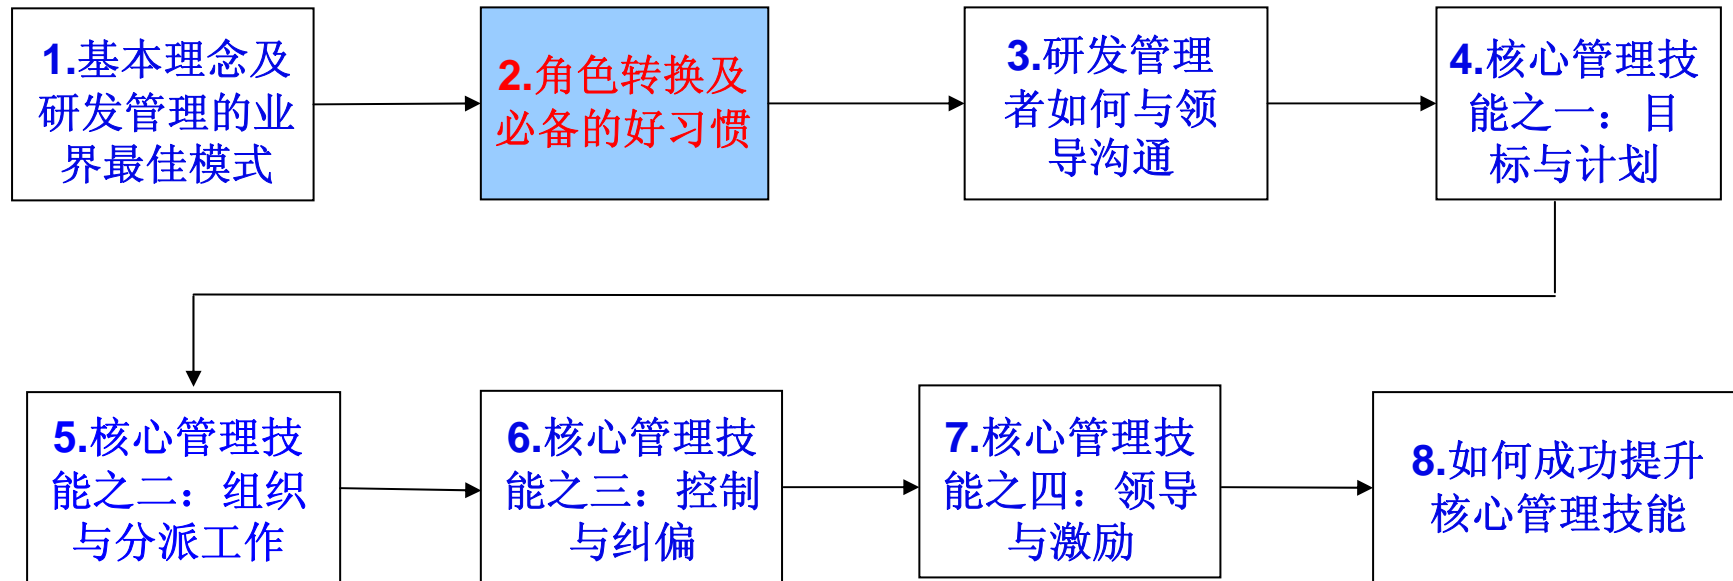 1.基本理念及
研发管理的业
界最佳模式
2.角色转换及
必备的好习惯
3.研发管理
者如何与领
导沟通
4.核心管理技
能之一：目
标与计划
5.核心管理技
能之二：组织
与分派工作
6.核心管理技
能之三：控制
与纠偏
7.核心管理技
能之四：领导
与激励
8.如何成功提升
核心管理技能